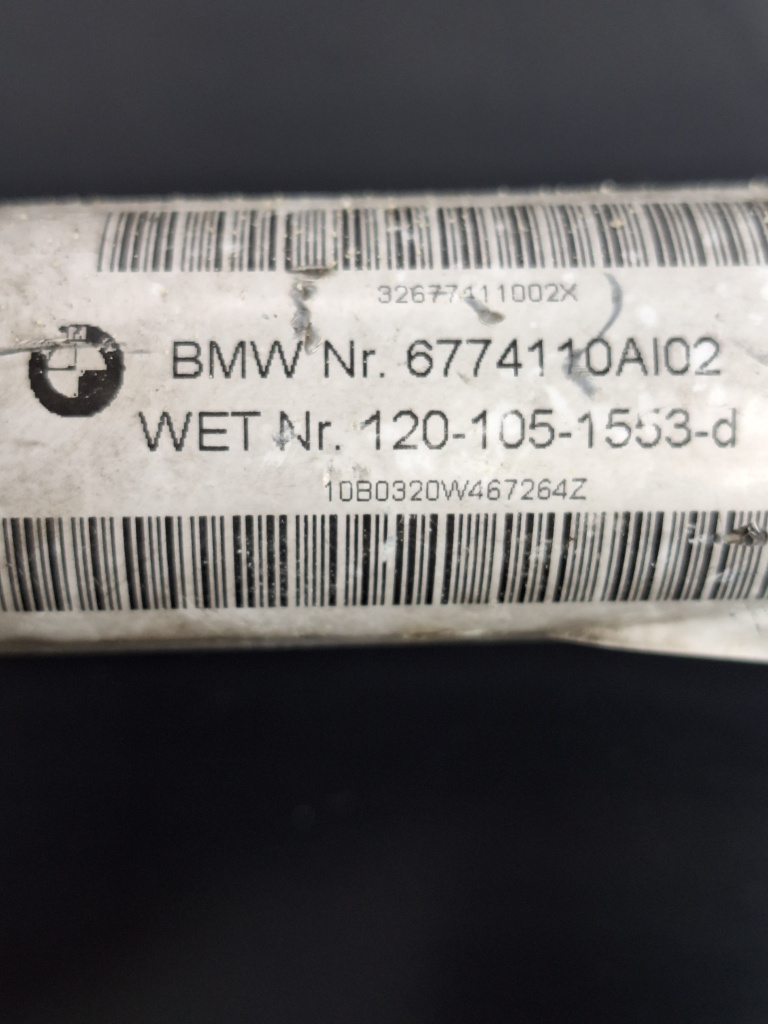 32677411002X
BMW Nr. 6774110AI02
WET Nr. 120-105-1553-d
10B0320W467264Z